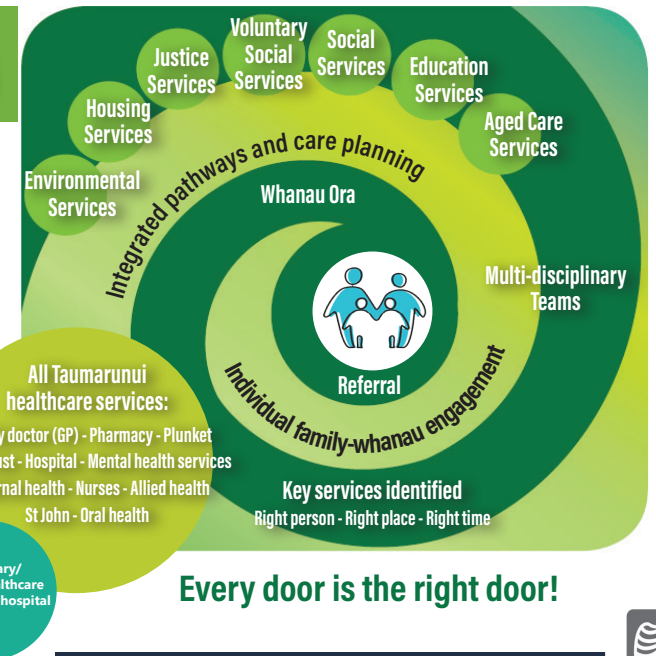 Voluntary
Social
Services
Social
Services
Justice
Services
Education
Services
Housing
Services
Aged Care
Services
Environmental
Services
Integrated pathways and care planning
Whanau Ora
Multi-disciplinary
Teams
Referral
Individual family-whanau engagement
All Taumarunui
healthcare services:
doctor (GP) - Pharmacy - Plunket
- Hospital - Mental health services
health - Nurses - Allied health
St John - Oral health
Key services identified
Right person - Right place - Right time
hospital
Every door is the right door!